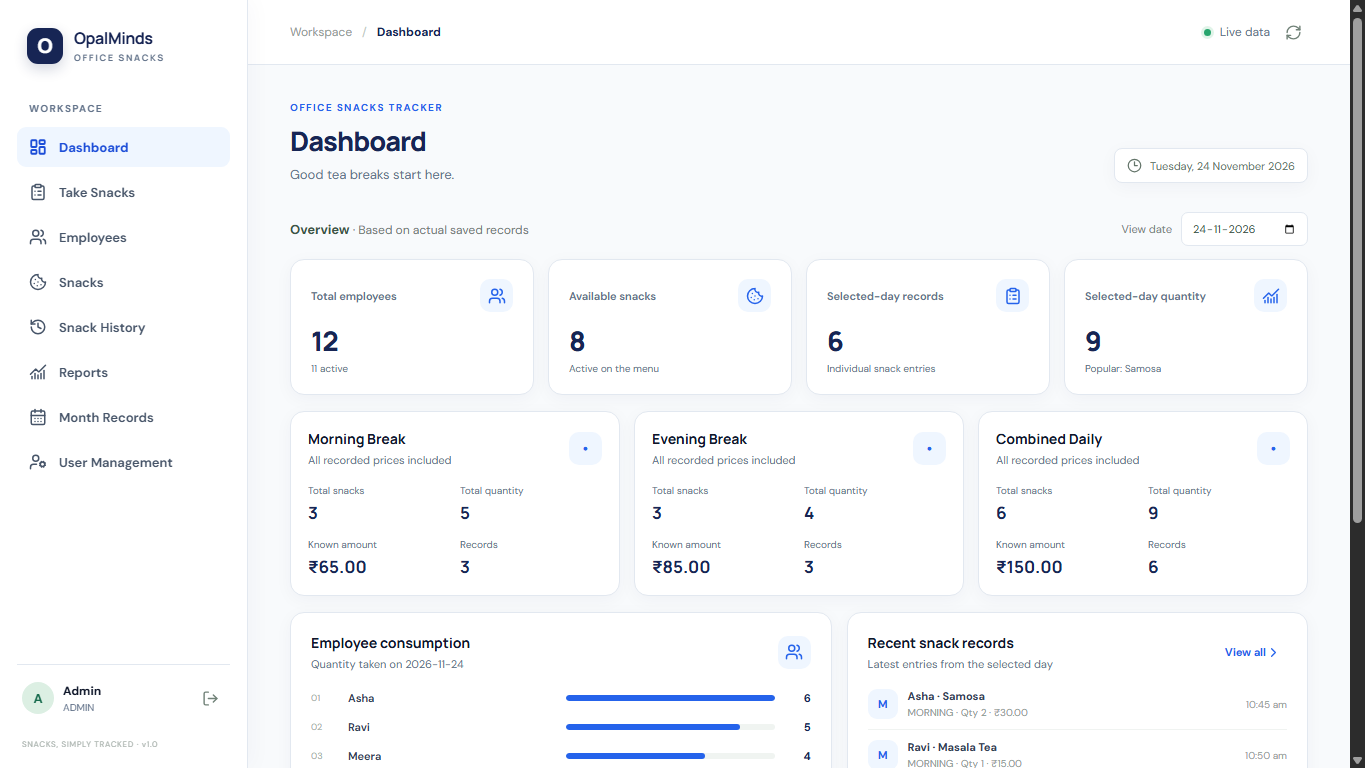 O
OpalMinds
OFFICE SNACKS
WORKSPACE
Dashboard
Take Snacks
Employees
Snacks
Snack History
Reports
Month Records
User Management
A
Admin
ADMIN
SNACKS, SIMPLY TRACKED · v1.0
Workspace / Dashboard
Live data
OFFICE SNACKS TRACKER
Dashboard
Good tea breaks start here.
Tuesday, 24 November 2026
Overview · Based on actual saved records
View date 24-11-2026
Total employees
12
11 active
Available snacks
8
Active on the menu
Selected-day records
6
Individual snack entries
Selected-day quantity
9
Popular: Samosa
Morning Break
All recorded prices included
Total snacks Total quantity
3 5
Known amount Records
₹65.00 3
Evening Break
All recorded prices included
Total snacks Total quantity
3 4
Known amount Records
₹85.00 3
Combined Daily
All recorded prices included
Total snacks Total quantity
6 9
Known amount Records
₹150.00 6
Employee consumption
Quantity taken on 2026-11-24
01 Asha 6
02 Ravi 5
03 Meera 4
Recent snack records
Latest entries from the selected day
View all
M
Asha · Samosa
MORNING · Qty 2 · ₹30.00
10:45 am
M
Ravi · Masala Tea
MORNING · Qty 1 · ₹15.00
10:50 am